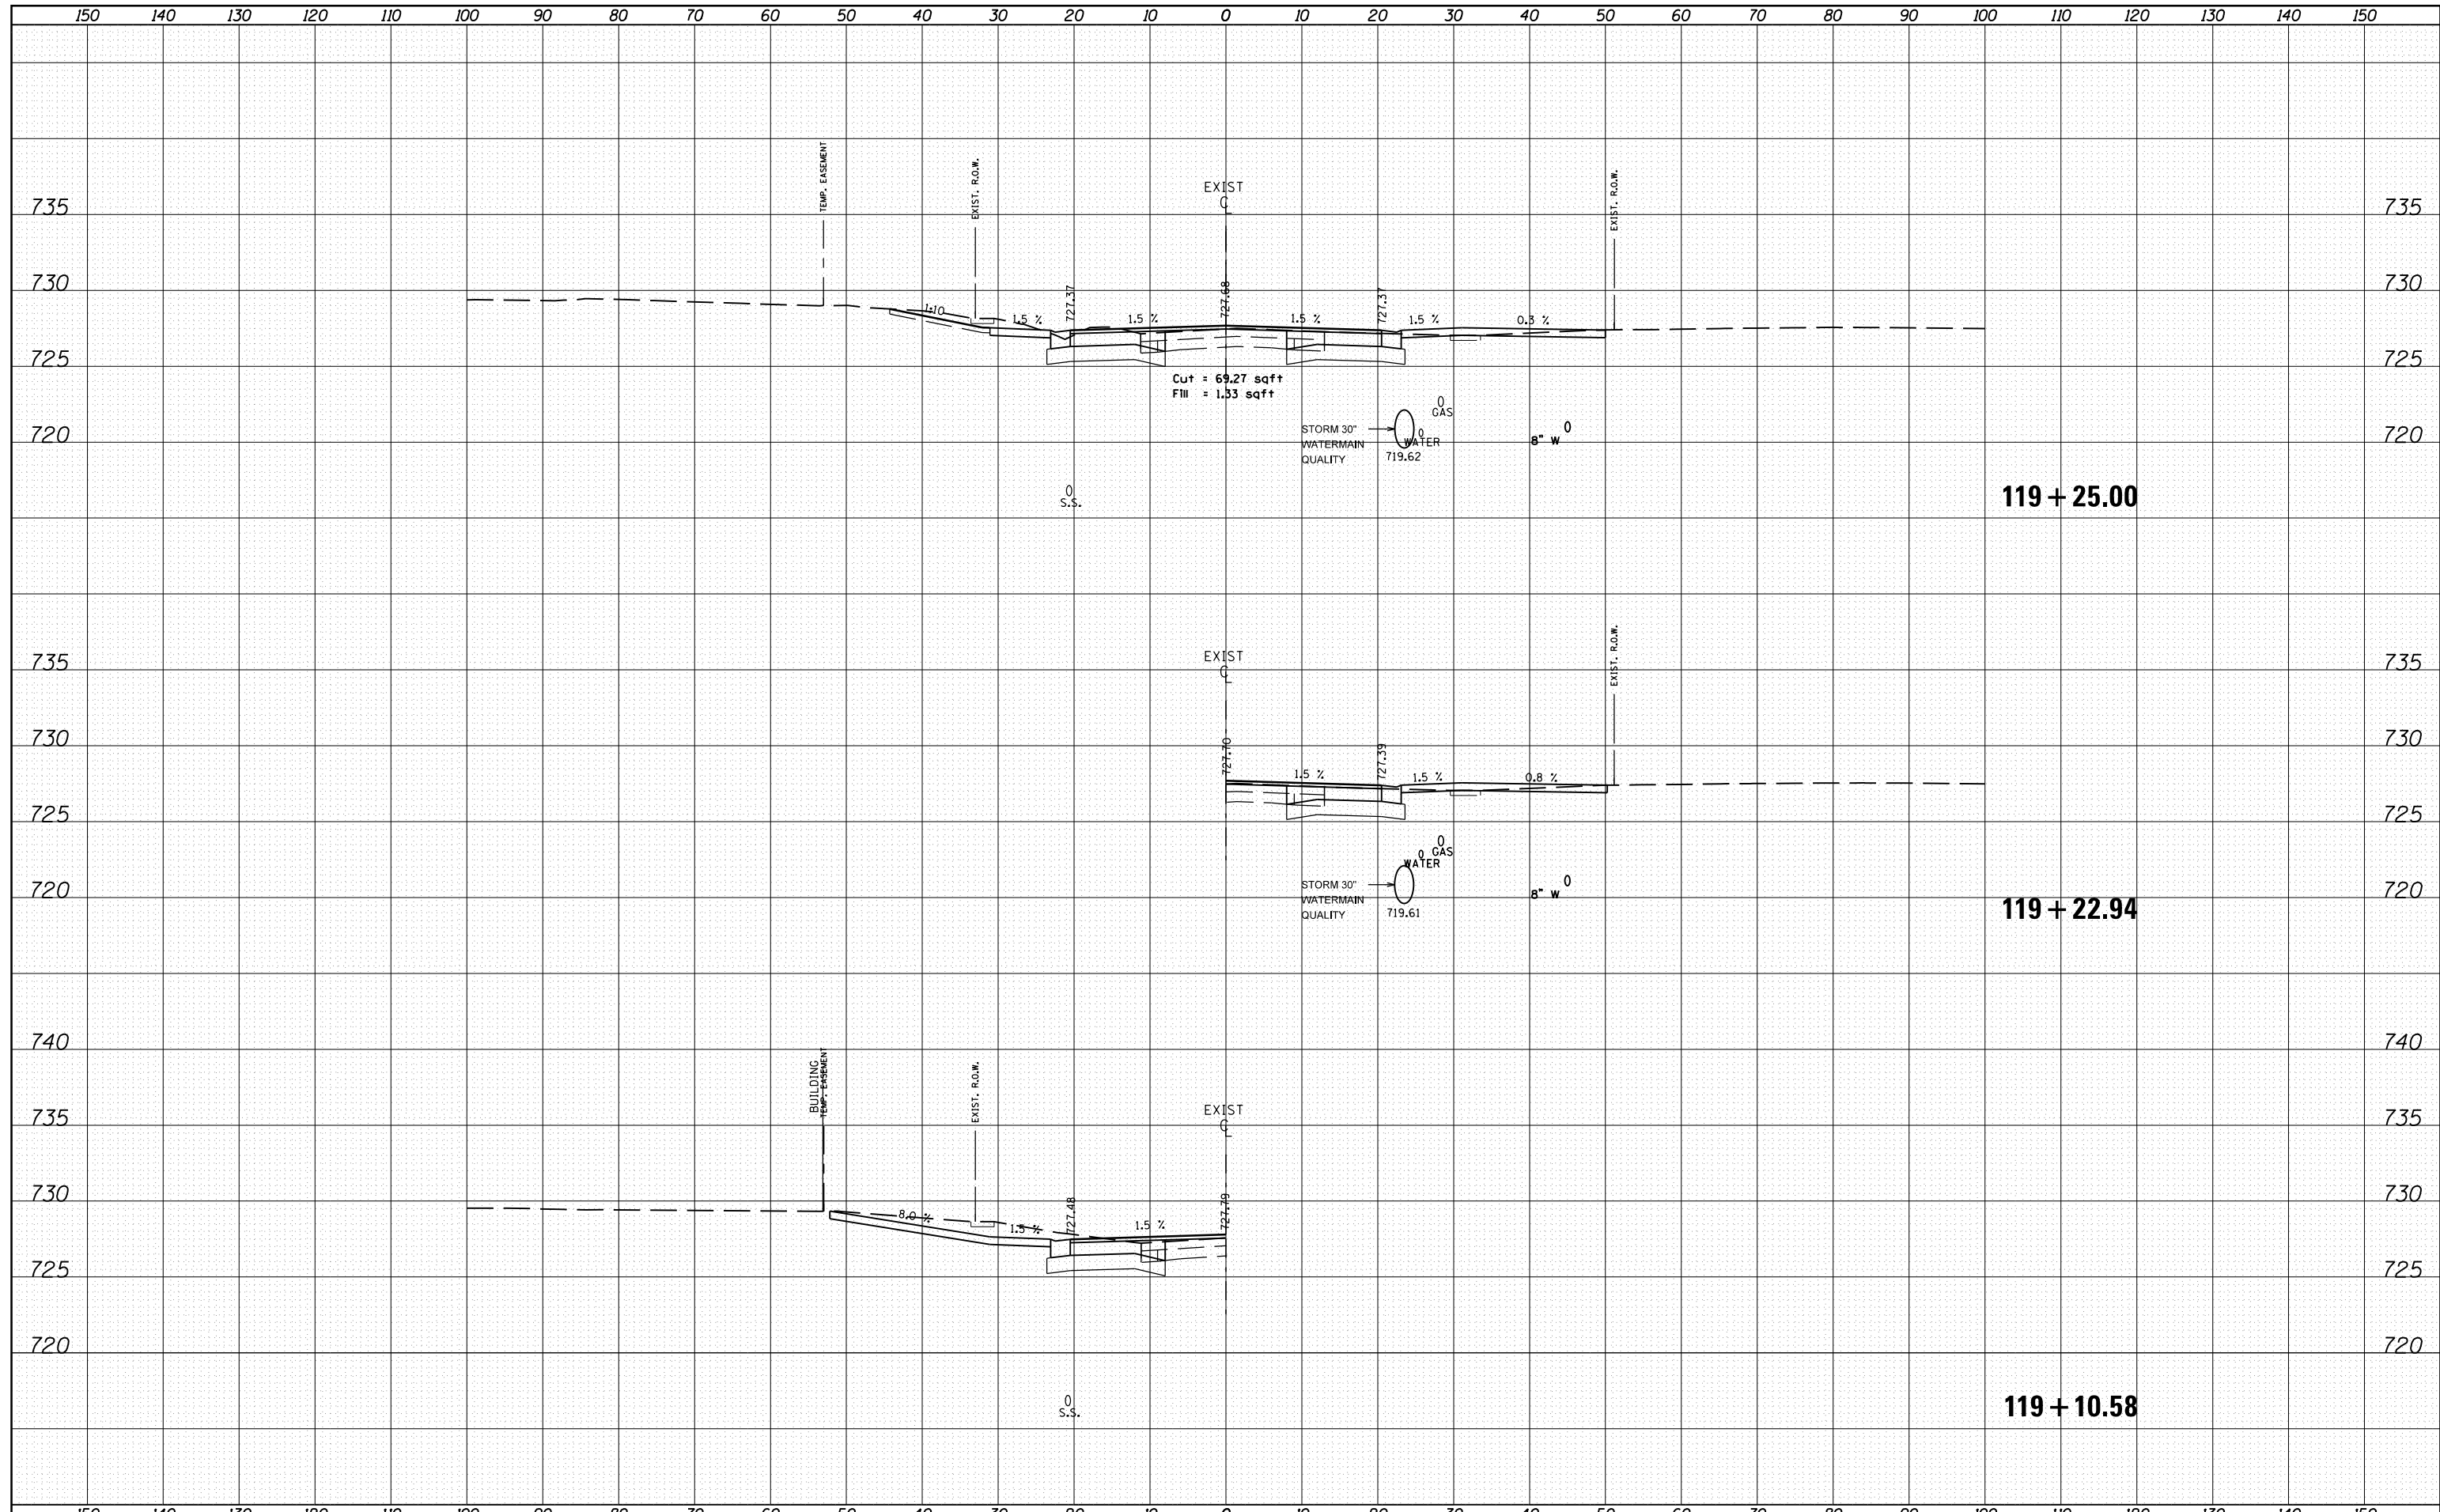 150 140 130 120 110 100 90 80 70 60 50 40 30 20 10 0 10 20 30 40 50 60 70 80 90 100 110 120 130 140 150
TEMP. EASEMENT
EXIST. R.O.W.
EXIST
CL
EXIST. R.O.W.
735 735
730 730
727.37
727.68
727.37
1:10 1.5 % 1.5 % 1.5 % 1.5 % 0.3 %
725 725
Cut = 69.27 sqft
Fill = 1.33 sqft
GAS
STORM 30"
WATERMAIN
QUALITY
WATER
8" W
720 720
719.62
S.S.
119 + 25.00
EXIST. R.O.W.
EXIST
CL
735 735
730 730
727.70
727.39
1.5 % 1.5 % 0.8 %
725 725
GAS
WATER
STORM 30"
WATERMAIN
QUALITY
8" W
720 720
719.61
119 + 22.94
740 740
BUILDING
TEMP. EASEMENT
EXIST. R.O.W.
EXIST
CL
735 735
730 730
727.48
727.79
8.0 % 1.5 % 1.5 %
725 725
720 720
S.S.
119 + 10.58
150 140 130 120 110 100 90 80 70 60 50 40 30 20 10 0 10 20 30 40 50 60 70 80 90 100 110 120 130 140 150